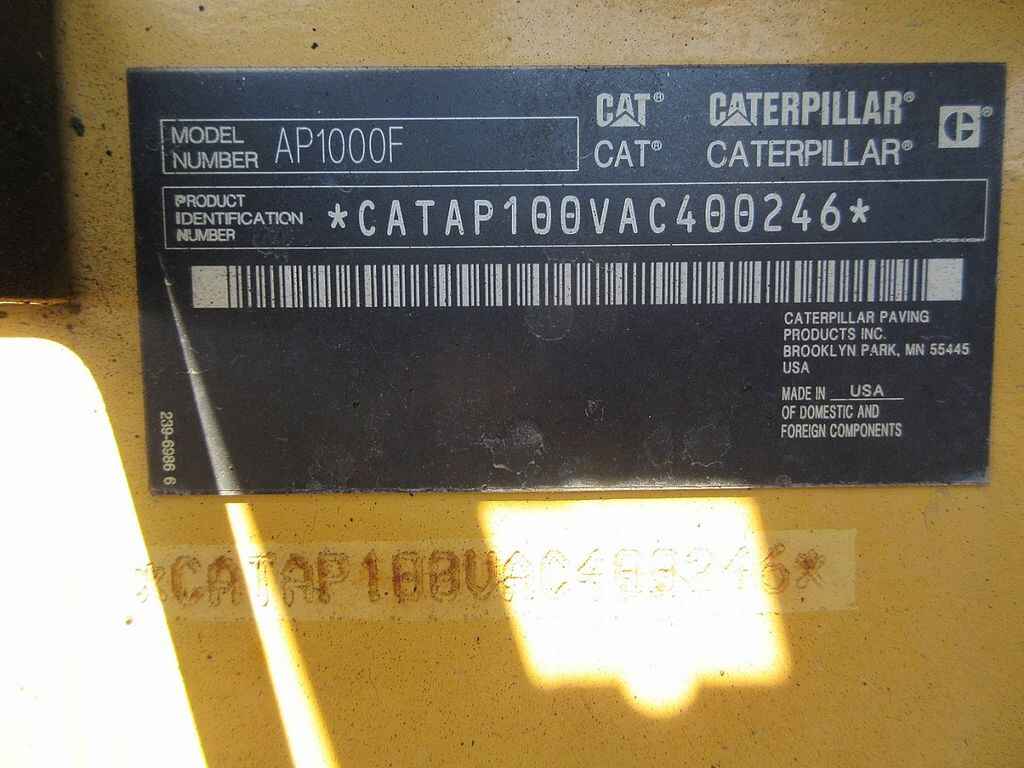 CAT® CATERPILLAR®
CAT® CATERPILLAR®
MODEL NUMBER AP1000F
PRODUCT IDENTIFICATION NUMBER *CATAP100VAC400246*
CATERPILLAR PAVING
PRODUCTS INC.
BROOKLYN PARK, MN 55445
USA
MADE IN USA
OF DOMESTIC AND
FOREIGN COMPONENTS
239-6986 6
*CATAP100VAC400246*